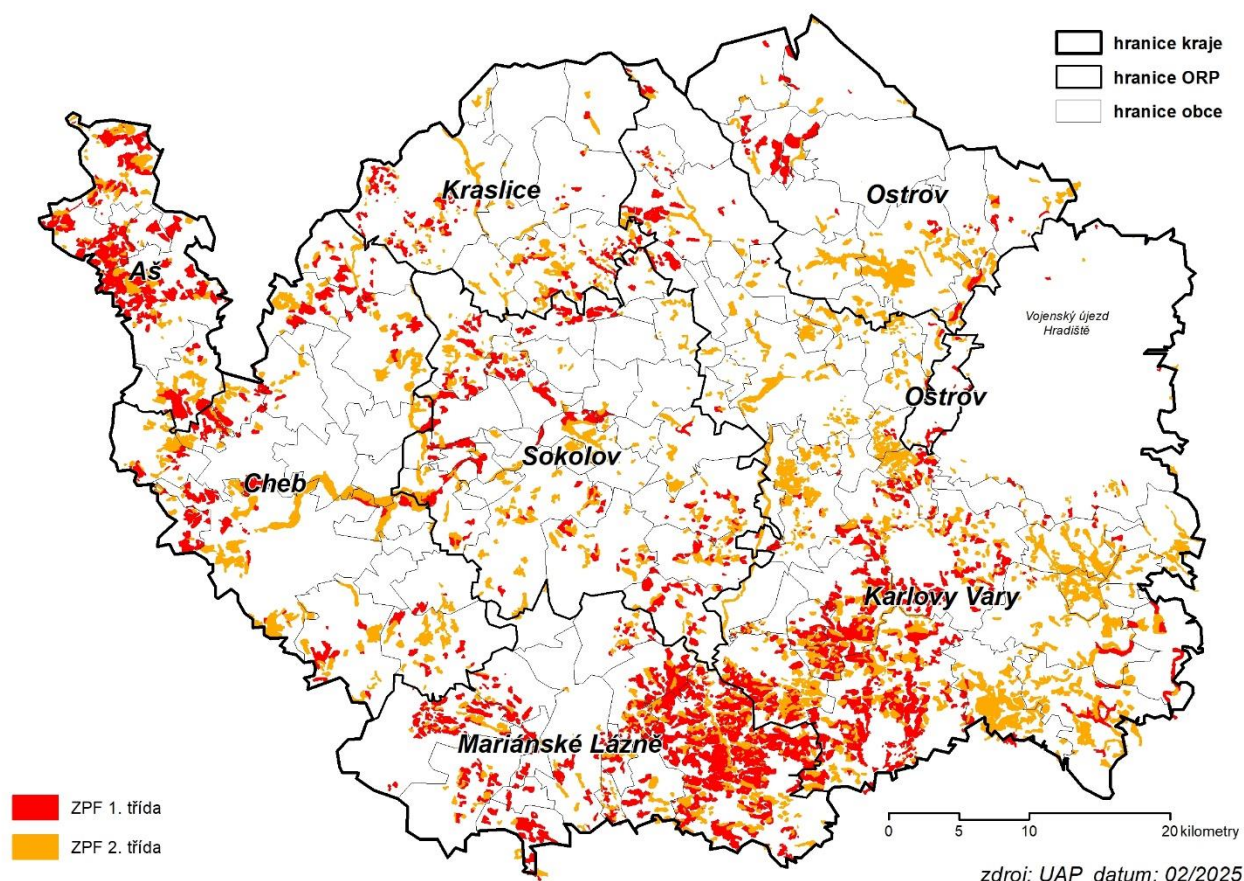 hranice kraje
hranice ORP
hranice obce
Kraslice
Ostrov
Aš
Vojenský újezd
Hradiště
Ostrov
Sokolov
Cheb
Karlovy Vary
Mariánské Lázně
ZPF 1. třída
ZPF 2. třída
0 5 10 20 kilometry
zdroj: UAP datum: 02/2025